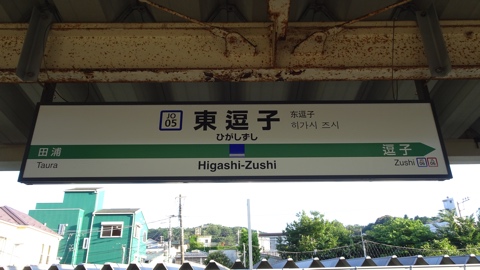 JO
05
東逗子
ひがしずし
东逗子
히가시 즈시
田浦
Taura
Higashi-Zushi
逗子
Zushi